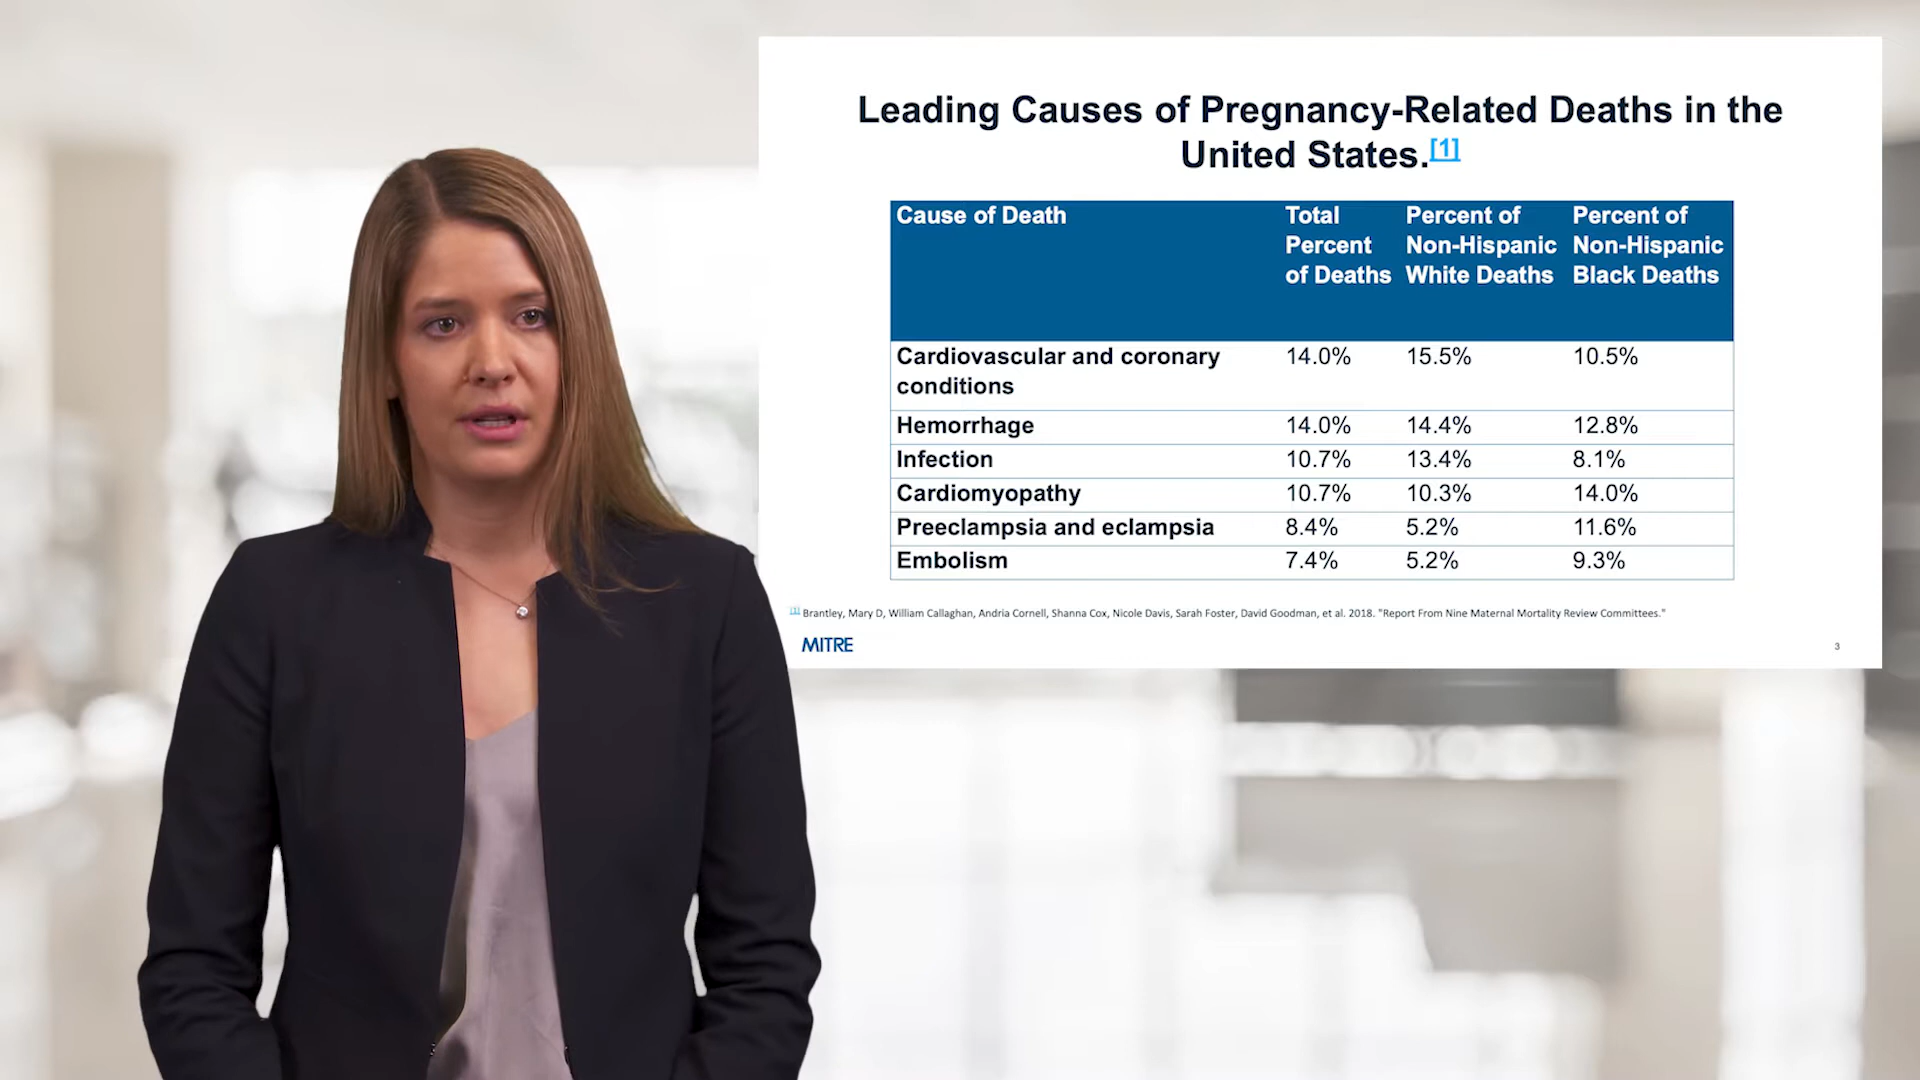 Leading Causes of Pregnancy-Related Deaths in the
United States.[1]
Cause of Death
Total
Percent
of Deaths
Percent of
Non-Hispanic
White Deaths
Percent of
Non-Hispanic
Black Deaths
Cardiovascular and coronary
conditions
14.0%
15.5%
10.5%
Hemorrhage
14.0%
14.4%
12.8%
Infection
10.7%
13.4%
8.1%
Cardiomyopathy
10.7%
10.3%
14.0%
Preeclampsia and eclampsia
8.4%
5.2%
11.6%
Embolism
7.4%
5.2%
9.3%
[1] Brantley, Mary D, William Callaghan, Andria Cornell, Shanna Cox, Nicole Davis, Sarah Foster, David Goodman, et al. 2018. "Report From Nine Maternal Mortality Review Committees."
MITRE
3